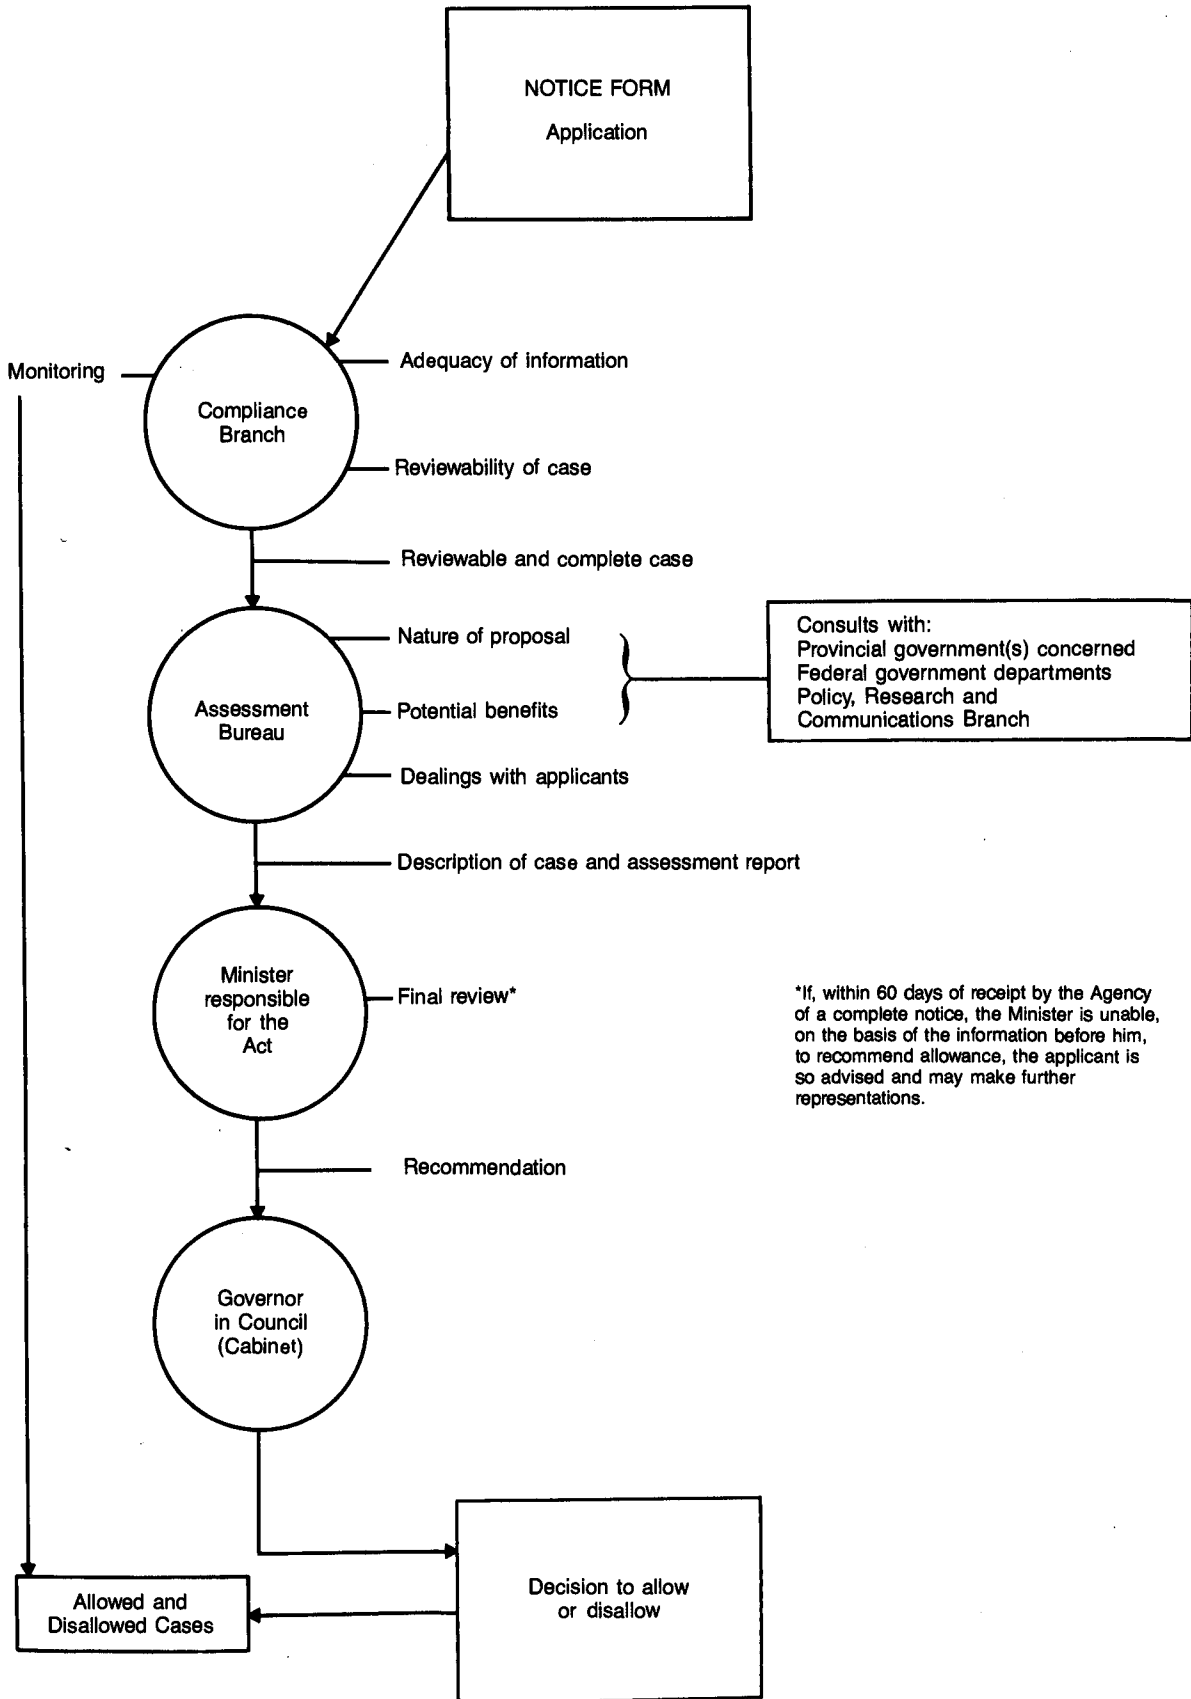 NOTICE FORM
Application
Monitoring
Adequacy of information
Compliance
Branch
Reviewability of case
Reviewable and complete case
Nature of proposal
Assessment
Bureau
Potential benefits
Dealings with applicants
Consults with:
Provincial government(s) concerned
Federal government departments
Policy, Research and
Communications Branch
Description of case and assessment report
Minister
responsible
for the
Act
Final review*
*If, within 60 days of receipt by the Agency
of a complete notice, the Minister is unable,
on the basis of the information before him,
to recommend allowance, the applicant is
so advised and may make further
representations.
Recommendation
Governor
in Council
(Cabinet)
Decision to allow
or disallow
Allowed and
Disallowed Cases